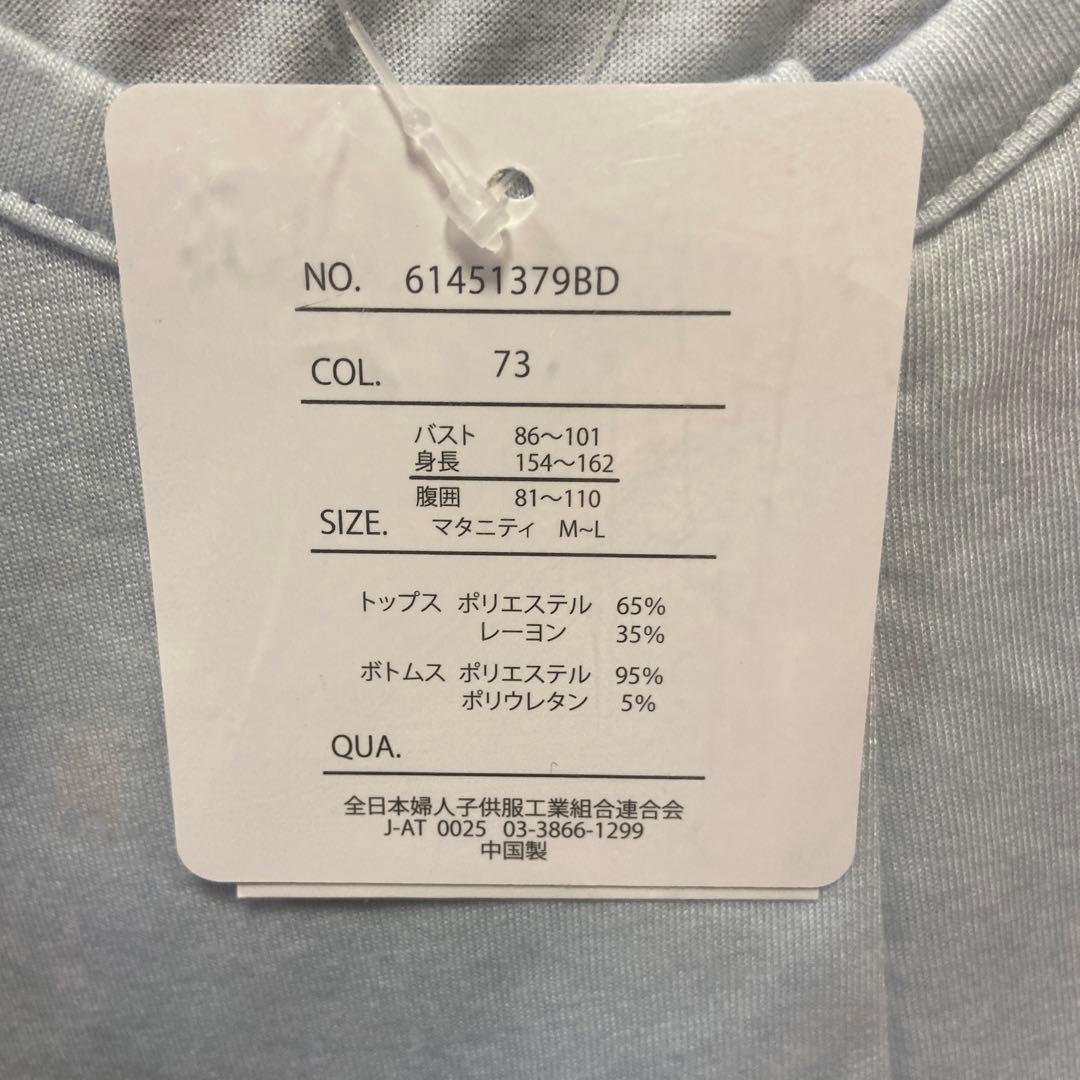 NO. 61451379BD
COL. 73
バスト 86～101
身長 154～162
腹囲 81～110
SIZE. マタニティ M~L
トップス ポリエステル 65%
レーヨン 35%
ボトムス ポリエステル 95%
ポリウレタン 5%
QUA.
全日本婦人子供服工業組合連合会
J-AT 0025 03-3866-1299
中国製